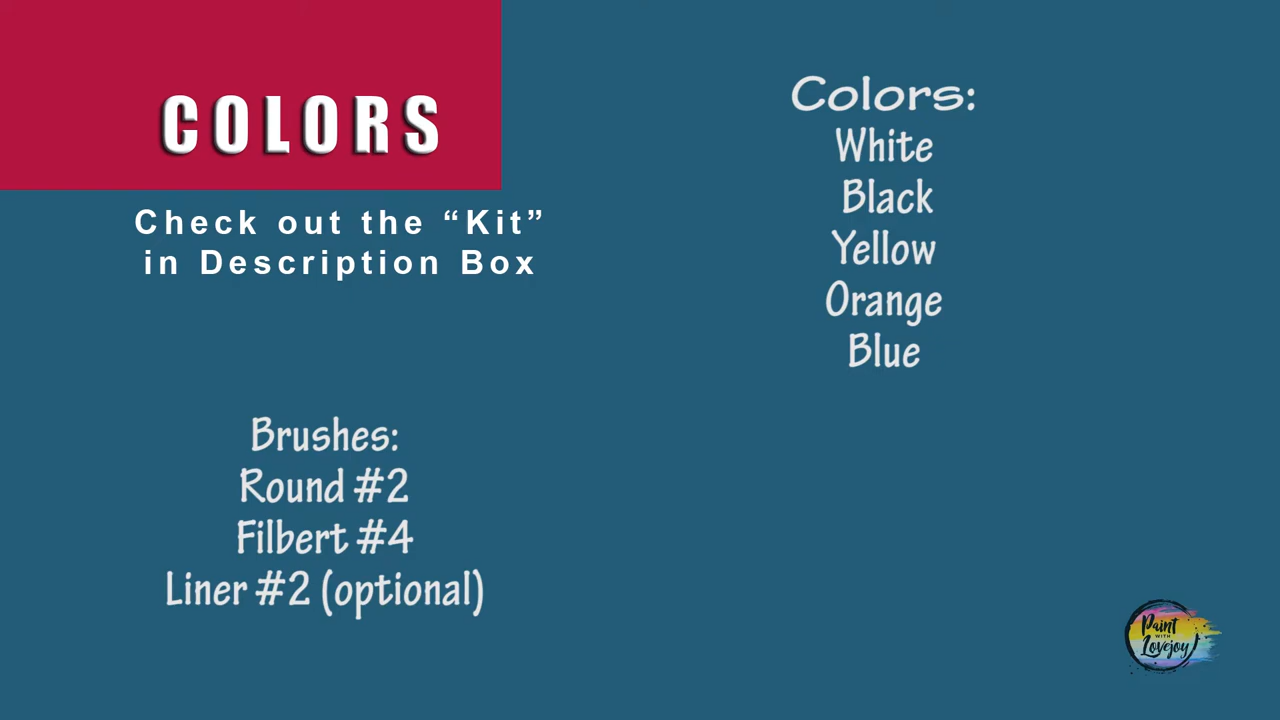 COLORS
Check out the “Kit”
in Description Box
Colors:
White
Black
Yellow
Orange
Blue
Brushes:
Round #2
Filbert #4
Liner #2 (optional)
Paint
WITH
Lovejoy